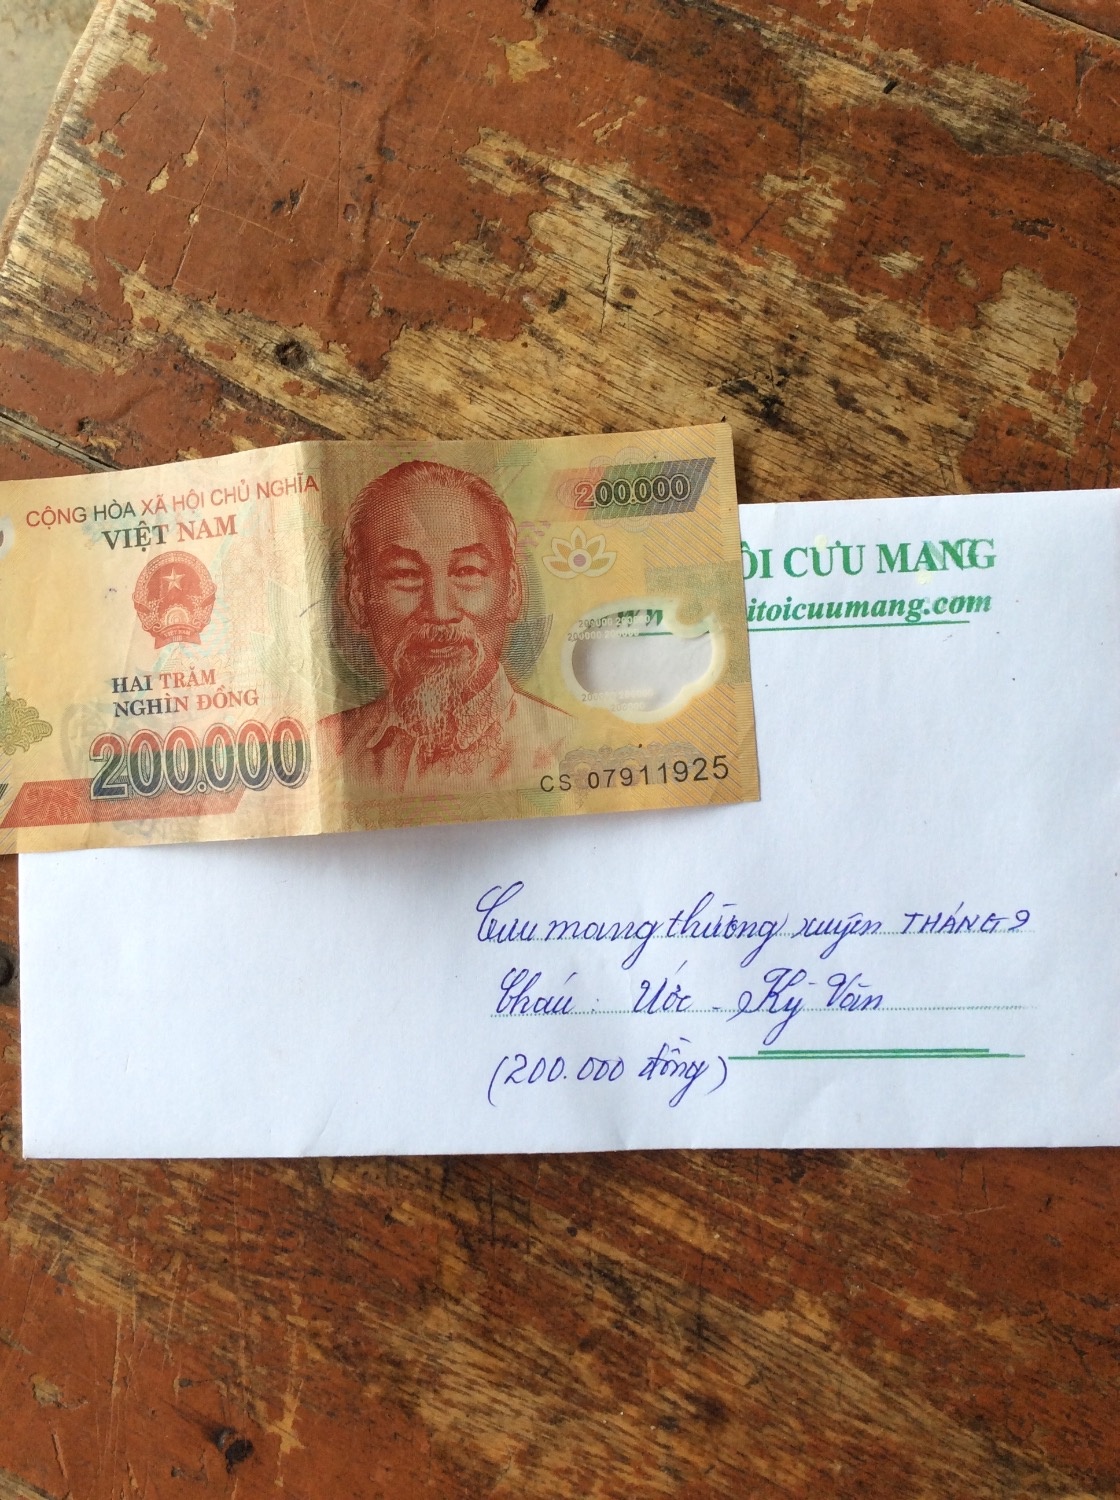 CỘNG HÒA XÃ HỘI CHỦ NGHĨA
VIỆT NAM
HAI TRĂM
NGHÌN ĐỒNG
200.000
200.000
CS 07911925
ÔI CƯU MANG
itoicuumang.com
Cưu mang thường xuyên THÁNG 9
Cháu : Ước - Kỳ Văn
(200.000 đồng)